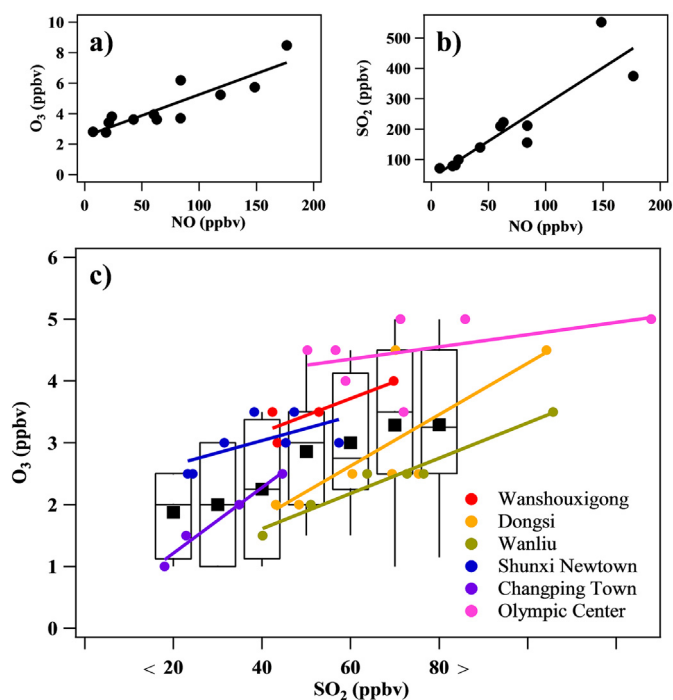 a)
10
8
6
4
2
0
O3 (ppbv)
0 50 100 150 200
NO (ppbv)
b)
500
400
300
200
100
SO2 (ppbv)
0 50 100 150 200
NO (ppbv)
c)
6
5
4
3
2
1
0
O3 (ppbv)
Wanshouxigong
Dongsi
Wanliu
Shunxi Newtown
Changping Town
Olympic Center
< 20 40 60 80 >
SO2 (ppbv)